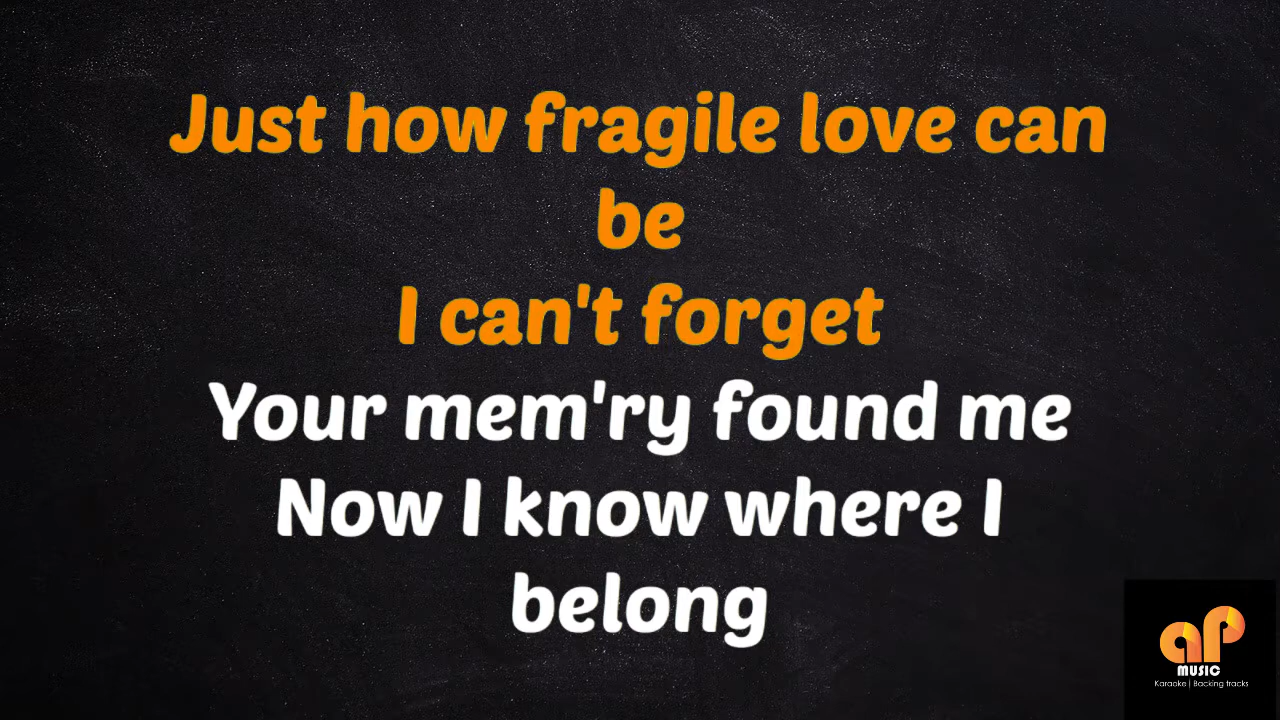 Just how fragile love can
be
I can't forget
Your mem'ry found me
Now I know where I
belong
ap
MUSIC
Karaoke | Backing tracks